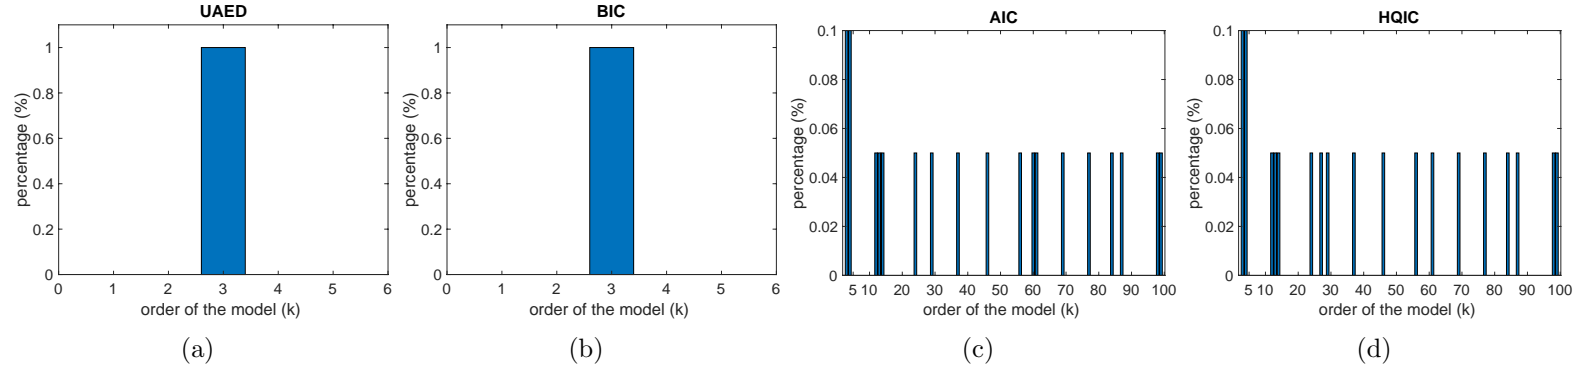 UAED
percentage (%)
1
0.8
0.6
0.4
0.2
0
0 1 2 3 4 5 6
order of the model (k)
(a)
BIC
percentage (%)
1
0.8
0.6
0.4
0.2
0
0 1 2 3 4 5 6
order of the model (k)
(b)
AIC
percentage (%)
0.1
0.08
0.06
0.04
0.02
0
5 10 20 30 40 50 60 70 80 90 100
order of the model (k)
(c)
HQIC
percentage (%)
0.1
0.08
0.06
0.04
0.02
0
5 10 20 30 40 50 60 70 80 90 100
order of the model (k)
(d)